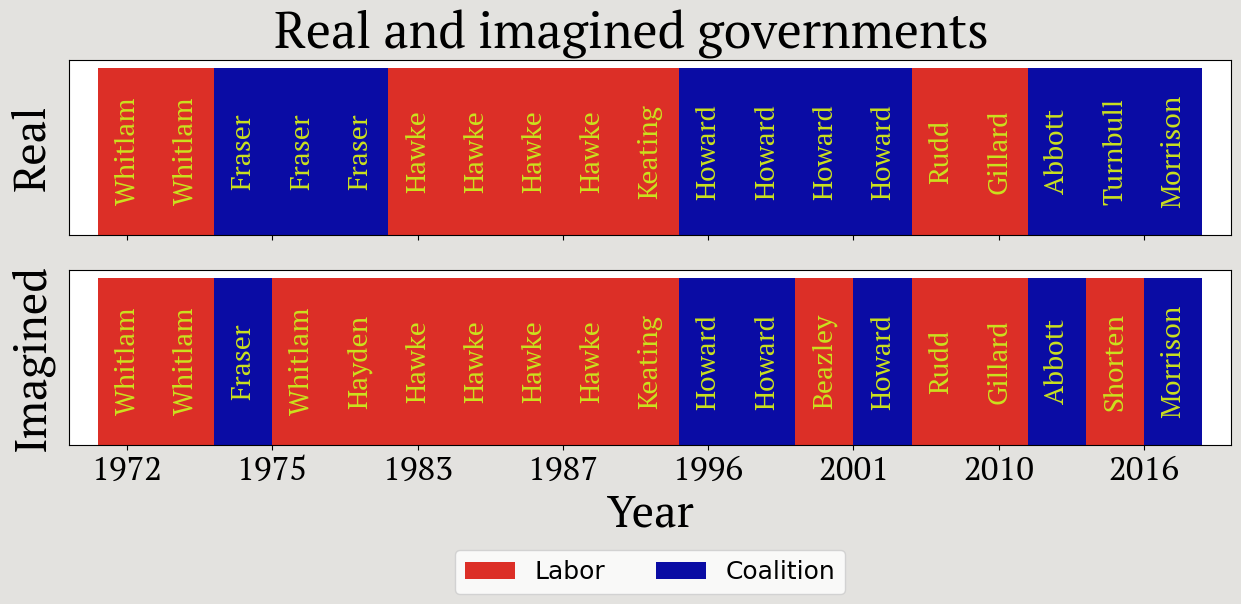 Real and imagined governments
Real
Whitlam
Whitlam
Fraser
Fraser
Fraser
Hawke
Hawke
Hawke
Hawke
Keating
Howard
Howard
Howard
Howard
Rudd
Gillard
Abbott
Turnbull
Morrison
Imagined
Whitlam
Whitlam
Fraser
Whitlam
Hayden
Hawke
Hawke
Hawke
Hawke
Keating
Howard
Howard
Beazley
Howard
Rudd
Gillard
Abbott
Shorten
Morrison
1972 1975 1985 1987 1996 2001 2010 2016
Year
Labor Coalition